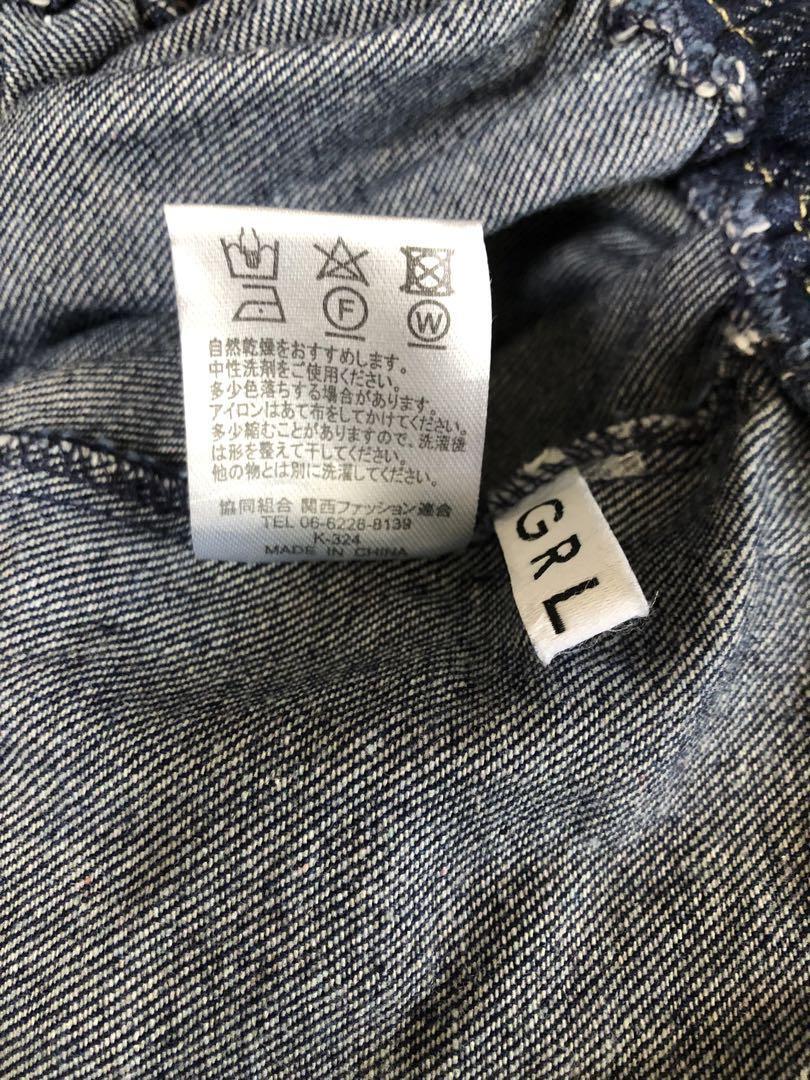 F
W
自然乾燥をおすすめします。
中性洗剤をご使用ください。
多少色落ちする場合があります。
アイロンはあて布をしてかけてください。
多少縮むことがありますので、洗濯後
は形を整えて干してください。
他の物とは別に洗濯してください。
協同組合 関西ファッション連合
TEL 06-6228-8139
K-324
MADE IN CHINA
GRL